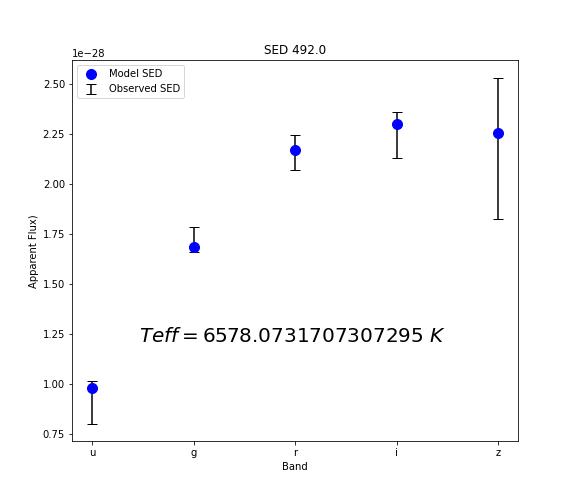 SED 492.0
1e−28
Model SED
Observed SED
2.50
2.25
2.00
1.75
1.50
1.25
1.00
0.75
Apparent Flux)
Teff = 6578.0731707307295 K
u g r i z
Band